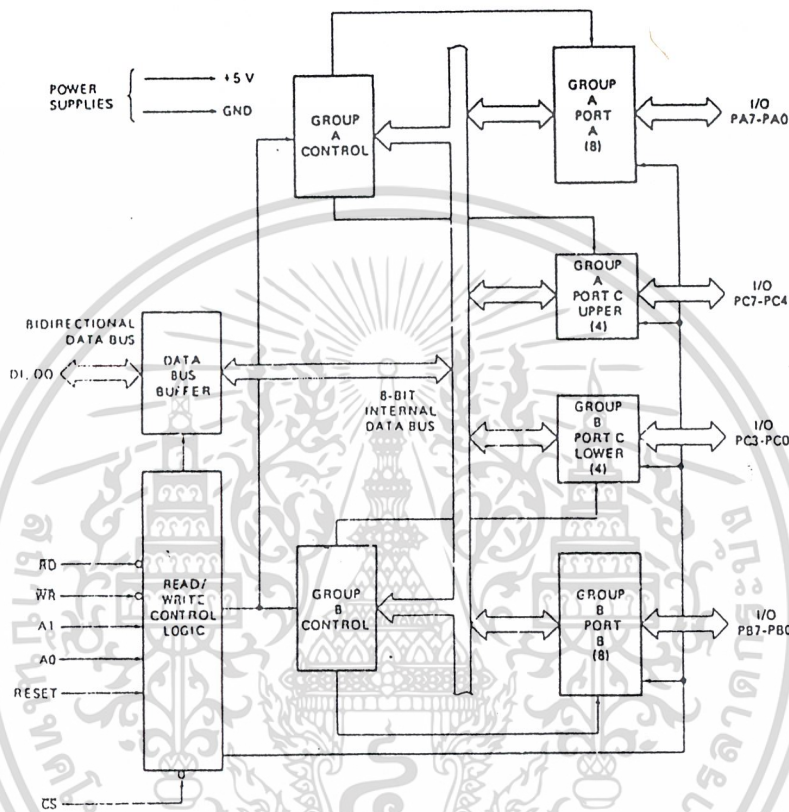 POWER
SUPPLIES
+5 V
GND
GROUP
A
CONTROL
GROUP
A
PORT
A
(8)
I/O
PA7-PA0
GROUP
A
PORT C
UPPER
(4)
I/O
PC7-PC4
BIDIRECTIONAL
DATA BUS
DATA
BUS
BUFFER
8-BIT
INTERNAL
DATA BUS
GROUP
B
PORT C
LOWER
(4)
I/O
PC3-PC0
RD
WR
A1
A0
RESET
CS
READ/
WRITE
CONTROL
LOGIC
GROUP
B
CONTROL
GROUP
B
PORT
B
(8)
I/O
PB7-PB0